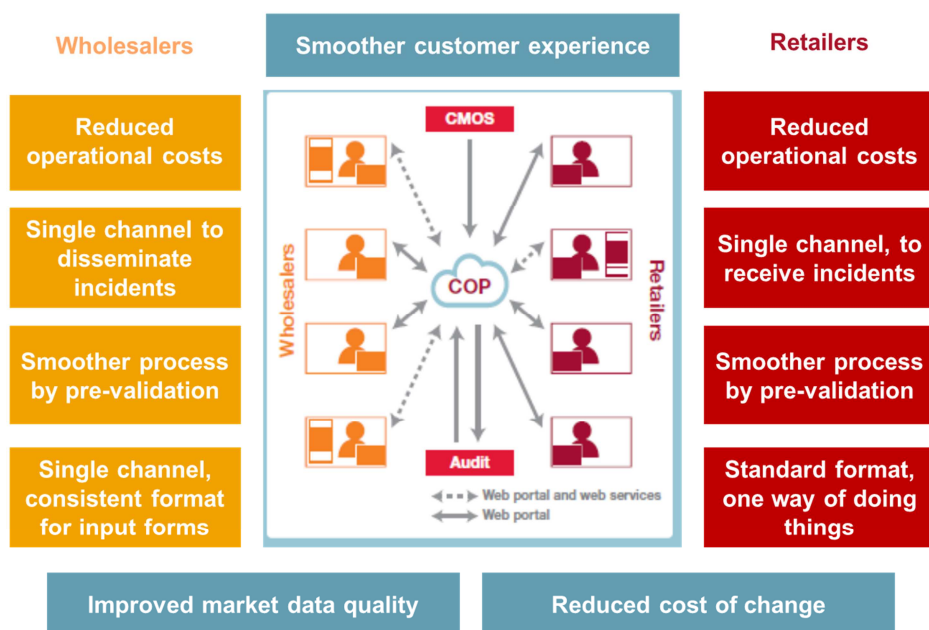 Wholesalers
Smoother customer experience
Retailers
Reduced
operational costs
Single channel to
disseminate
incidents
Smoother process
by pre-validation
Single channel,
consistent format
for input forms
CMOS
Wholesalers
COP
Retailers
Audit
Web portal and web services
Web portal
Reduced
operational costs
Single channel, to
receive incidents
Smoother process
by pre-validation
Standard format,
one way of doing
things
Improved market data quality
Reduced cost of change